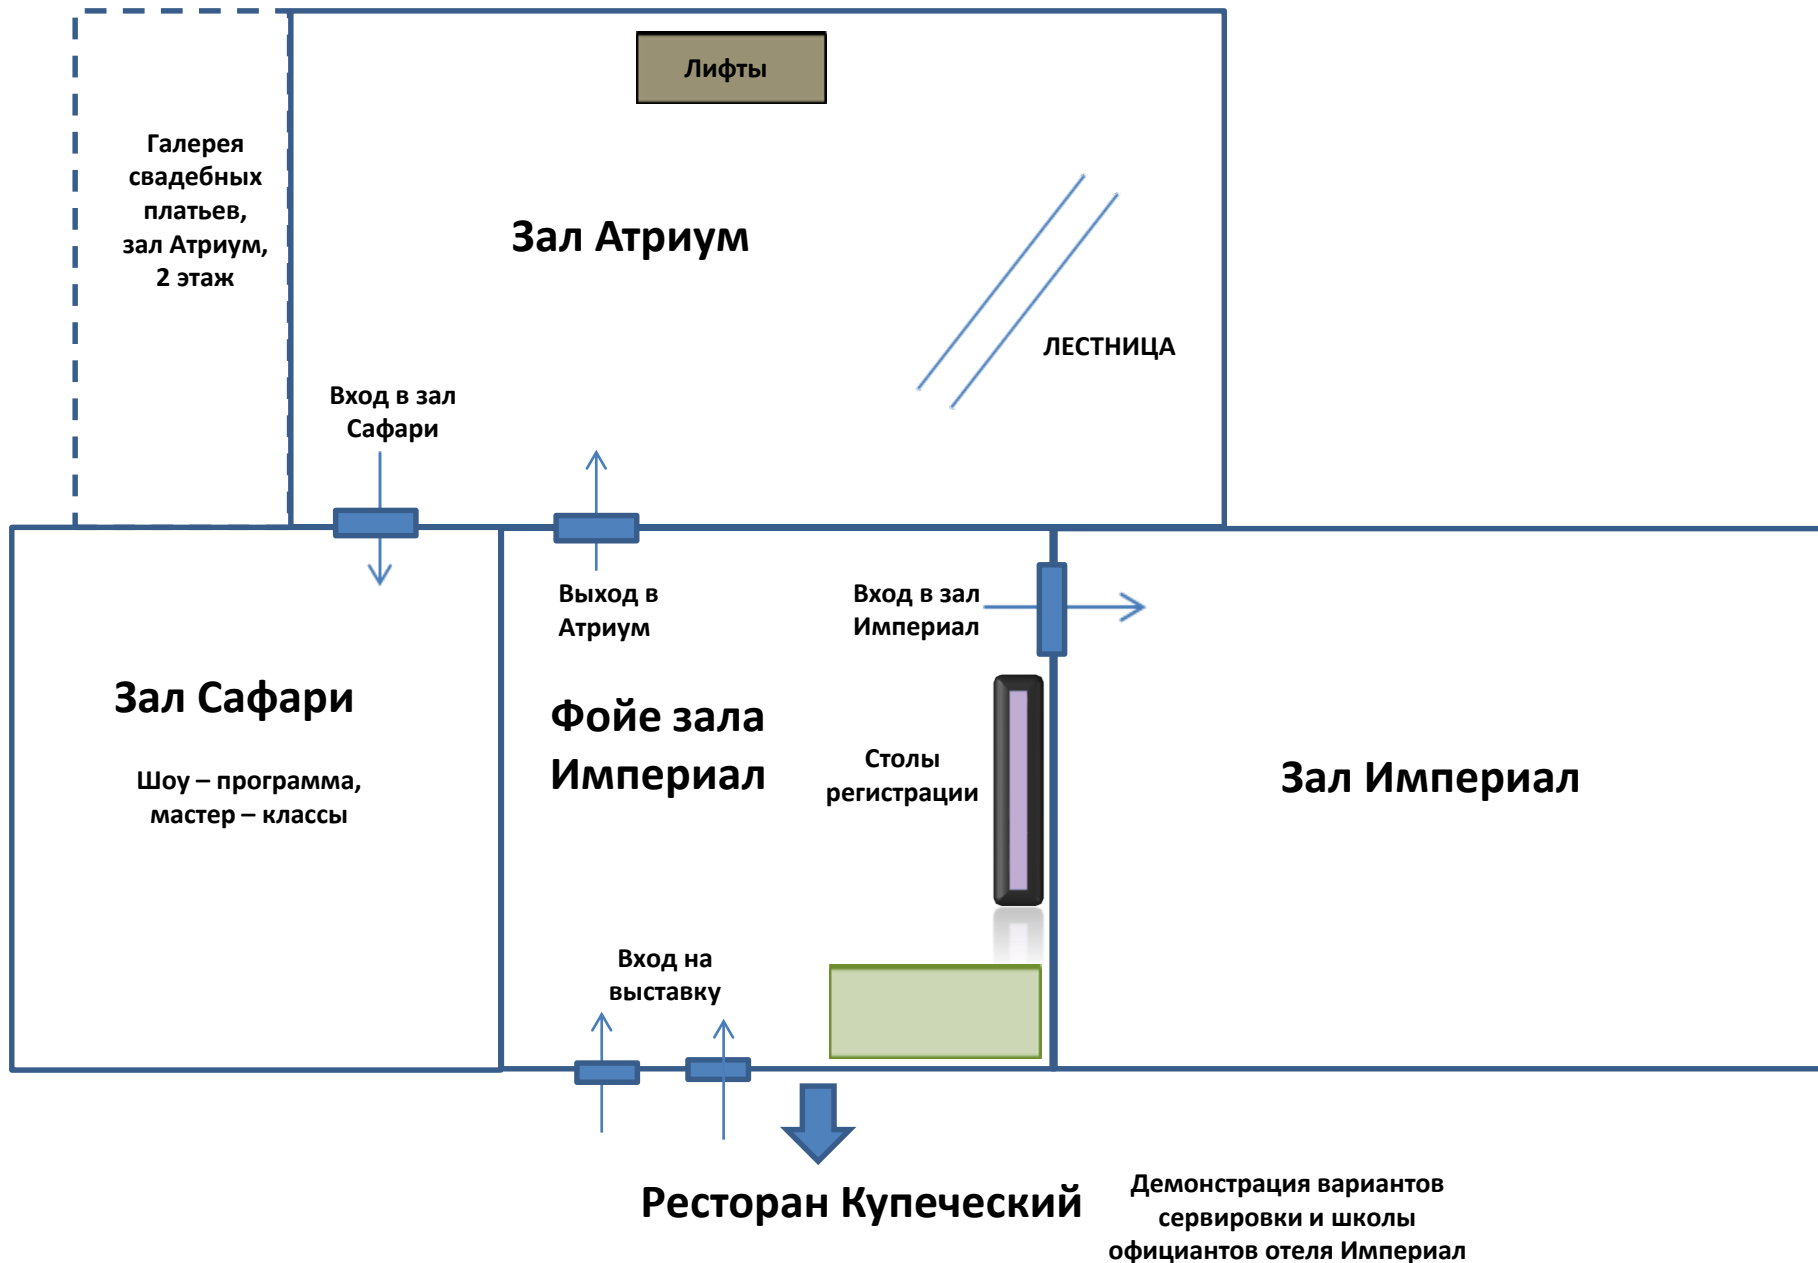 Лифты
Галерея
свадебных
платьев,
зал Атриум,
2 этаж
Зал Атриум
ЛЕСТНИЦА
Вход в зал
Сафари
Выход в
Атриум
Вход в зал
Империал
Зал Сафари
Шоу – программа,
мастер – классы
Фойе зала
Империал
Столы
регистрации
Зал Империал
Вход на
выставку
Ресторан Купеческий
Демонстрация вариантов
сервировки и школы
официантов отеля Империал